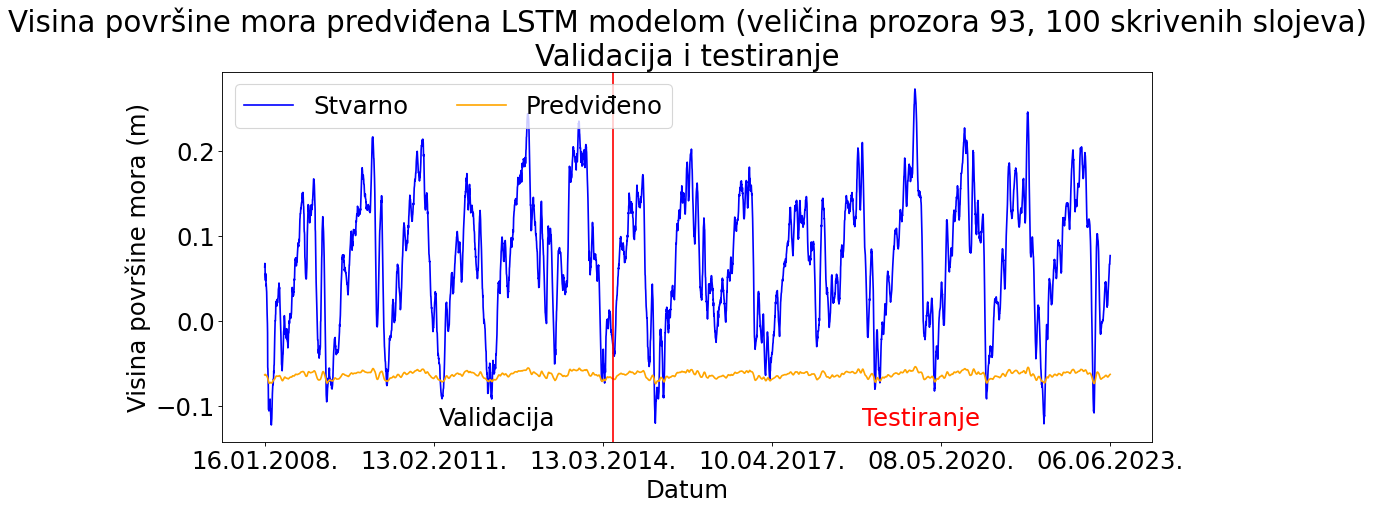 Visina površine mora predviđena LSTM modelom (veličina prozora 93, 100 skrivenih slojeva)
Validacija i testiranje
Stvarno
Predviđeno
Visina površine mora (m)
0.2
0.1
0.0
−0.1
Validacija
Testiranje
16.01.2008.
13.02.2011.
13.03.2014.
10.04.2017.
08.05.2020.
06.06.2023.
Datum